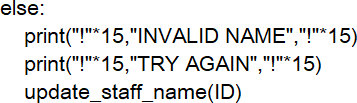 else:
    print("!"*15,"INVALID NAME","!"*15)
    print("!"*15,"TRY AGAIN","!"*15)
    update_staff_name(ID)